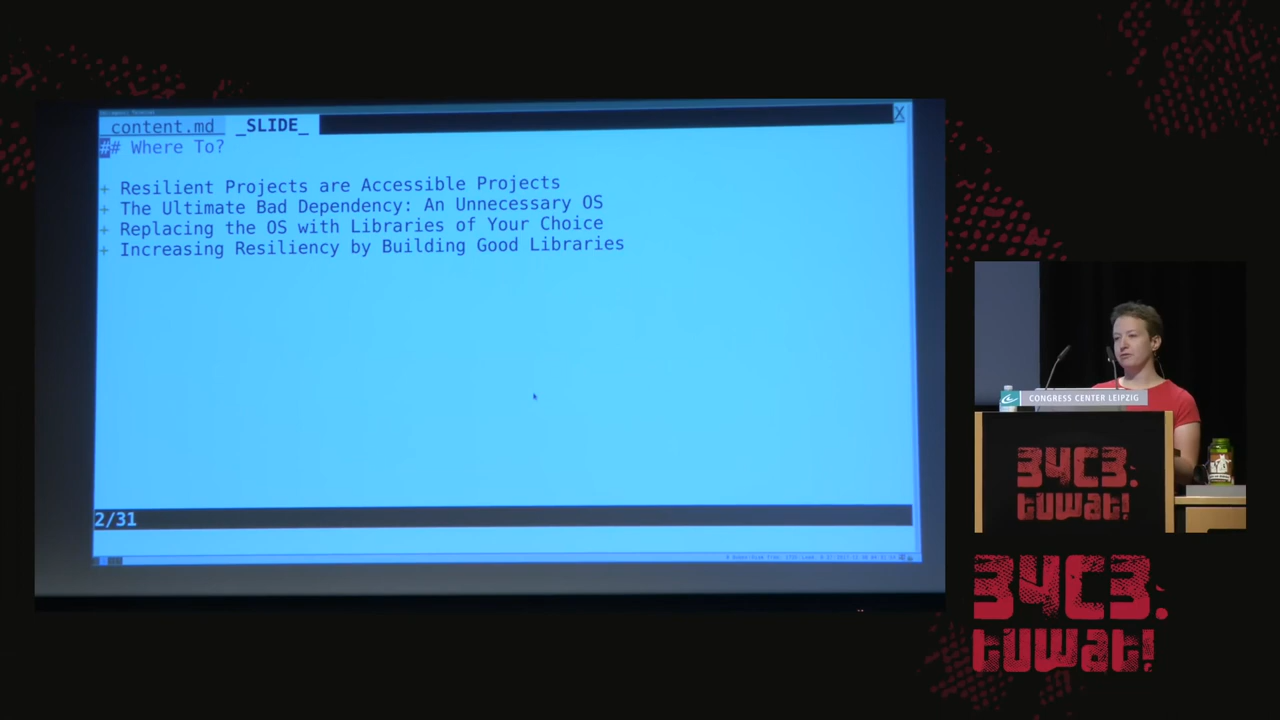 content.md _SLIDE_ X
## Where To?
+ Resilient Projects are Accessible Projects
+ The Ultimate Bad Dependency: An Unnecessary OS
+ Replacing the OS with Libraries of Your Choice
+ Increasing Resiliency by Building Good Libraries
2/31
CONGRESS CENTER LEIPZIG
34C3.
tuwat!
34C3.
tuwat!